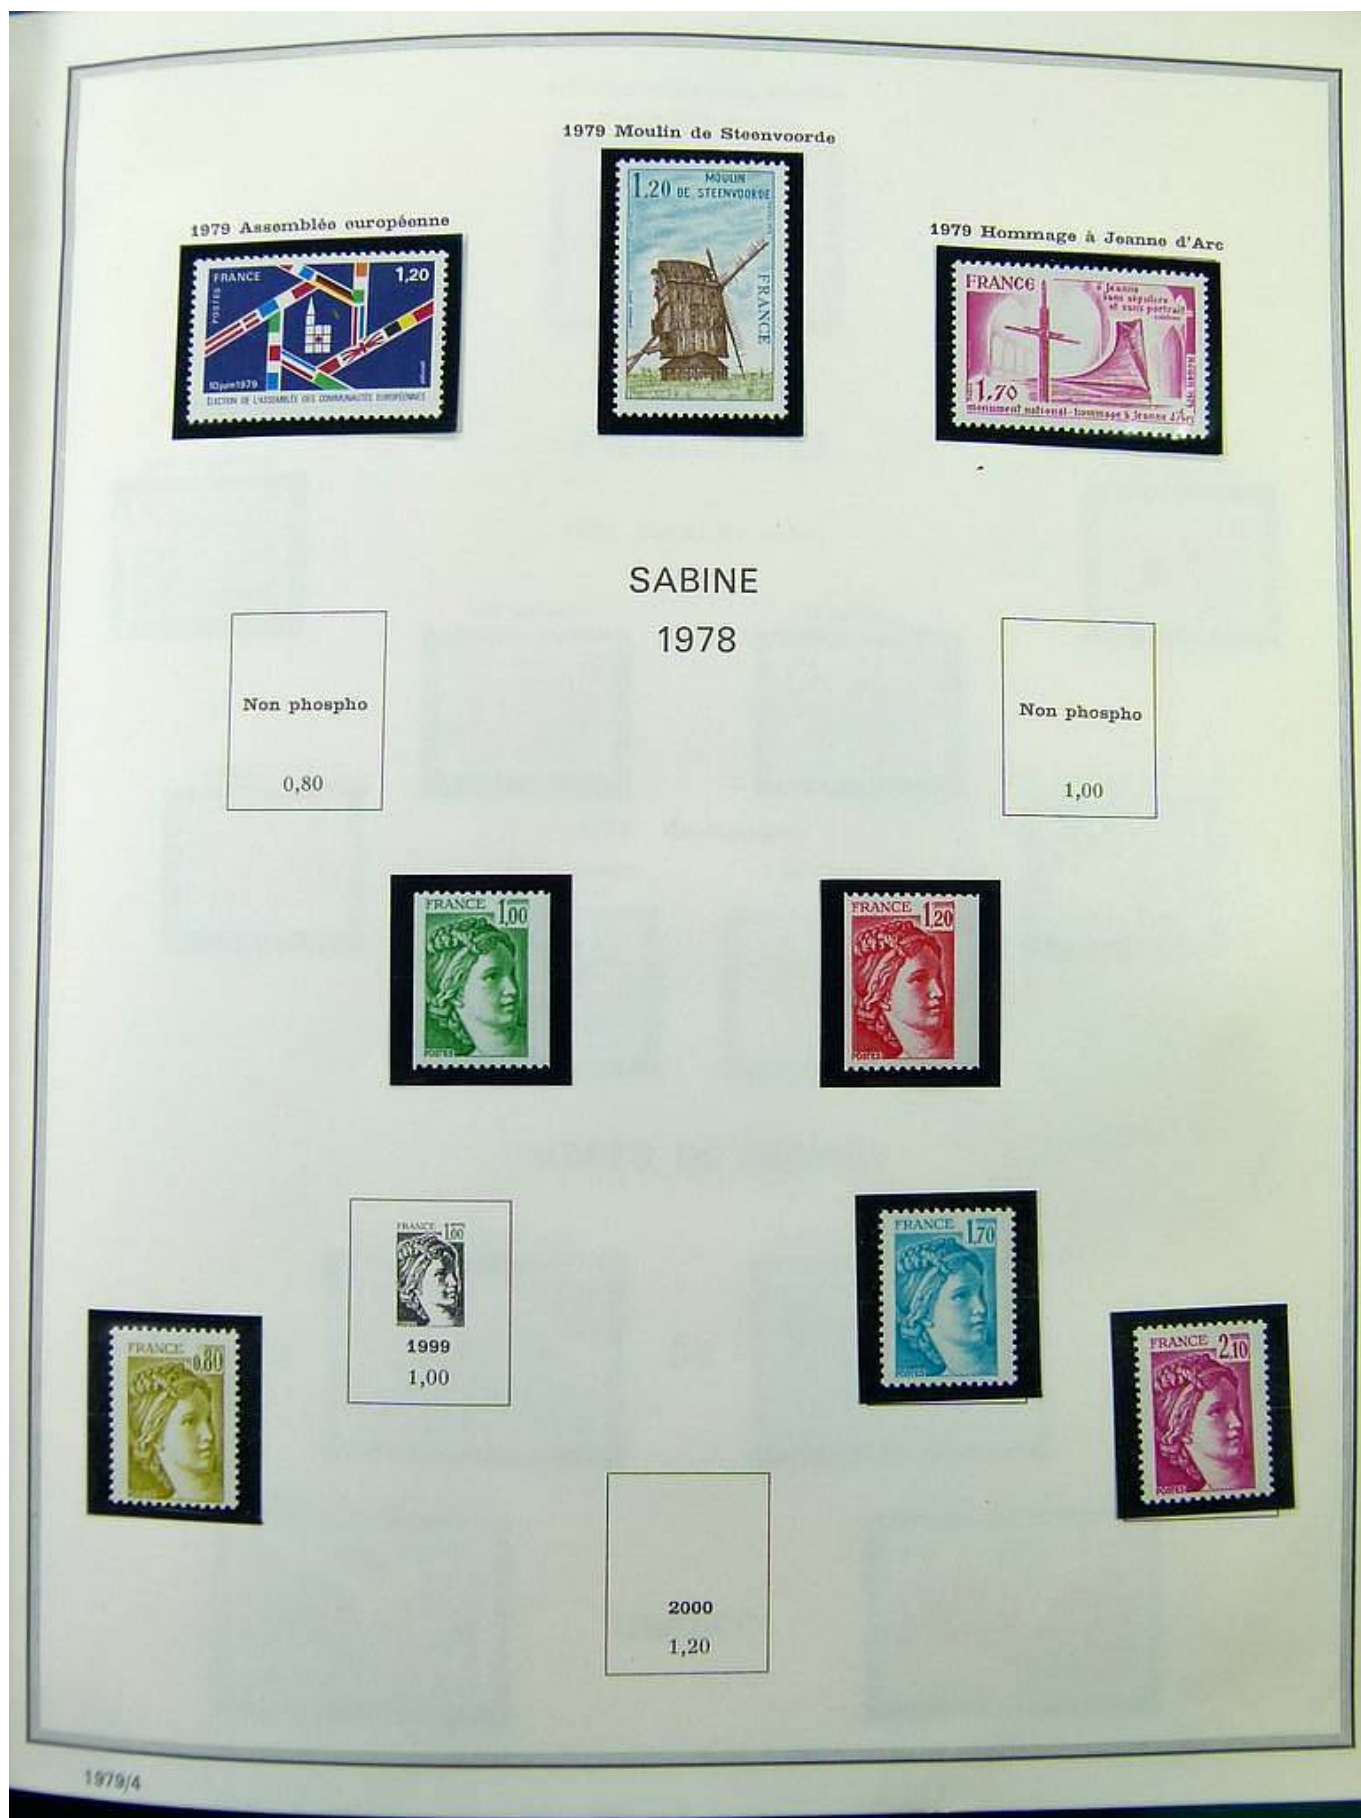 1979 Moulin de Steenvoorde
1979 Assemblée européenne
1979 Hommage à Jeanne d'Arc
FRANCE
1,20
POSTES
10 juin 1979
ÉLECTION DE L'ASSEMBLÉE DES COMMUNAUTÉS EUROPÉENNES
1.20
MOULIN
DE STEENVOORDE
FRANCE
FRANCE
à Jeanne
sans sépulcre
et sans portrait
1.70
monument national-hommage à Jeanne d'Arc
SABINE
1978
Non phospho
0,80
Non phospho
1,00
FRANCE
1,00
POSTES
FRANCE
1,20
POSTES
FRANCE
1,00
1999
1,00
FRANCE
1,70
POSTES
FRANCE
0,80
POSTES
FRANCE
2,10
POSTES
2000
1,20
1979/4